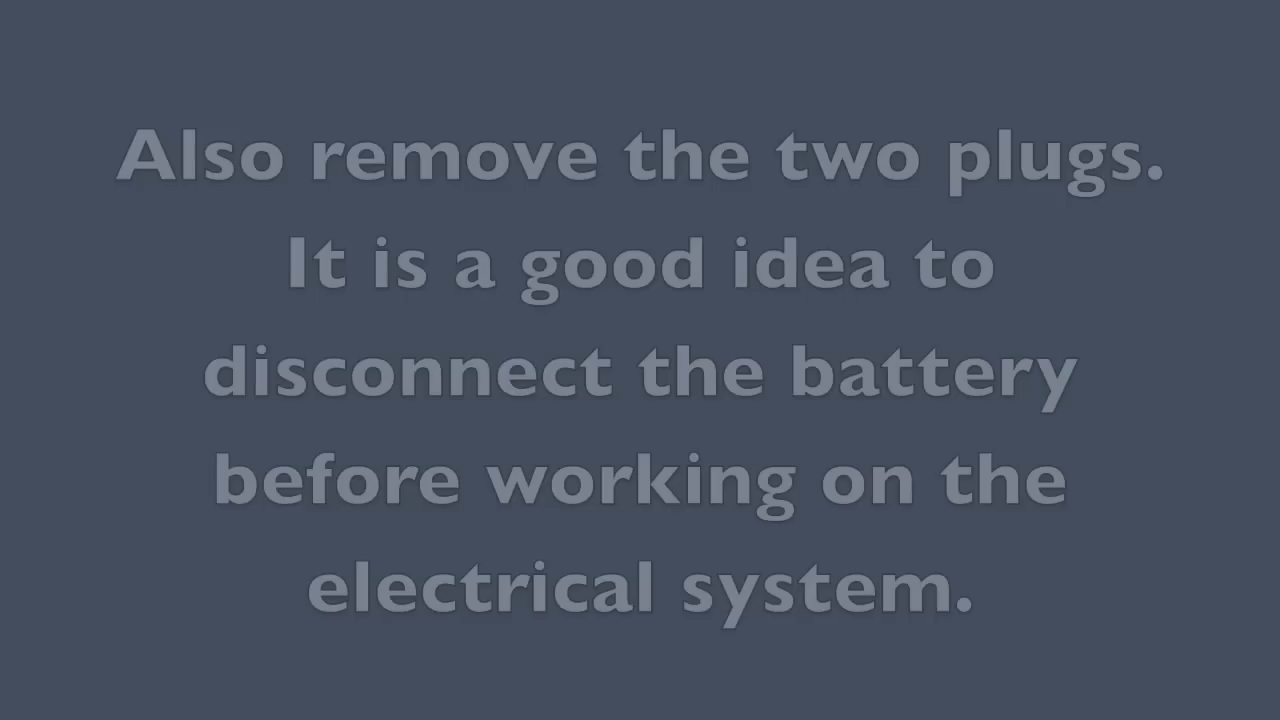 Also remove the two plugs.
It is a good idea to
disconnect the battery
before working on the
electrical system.